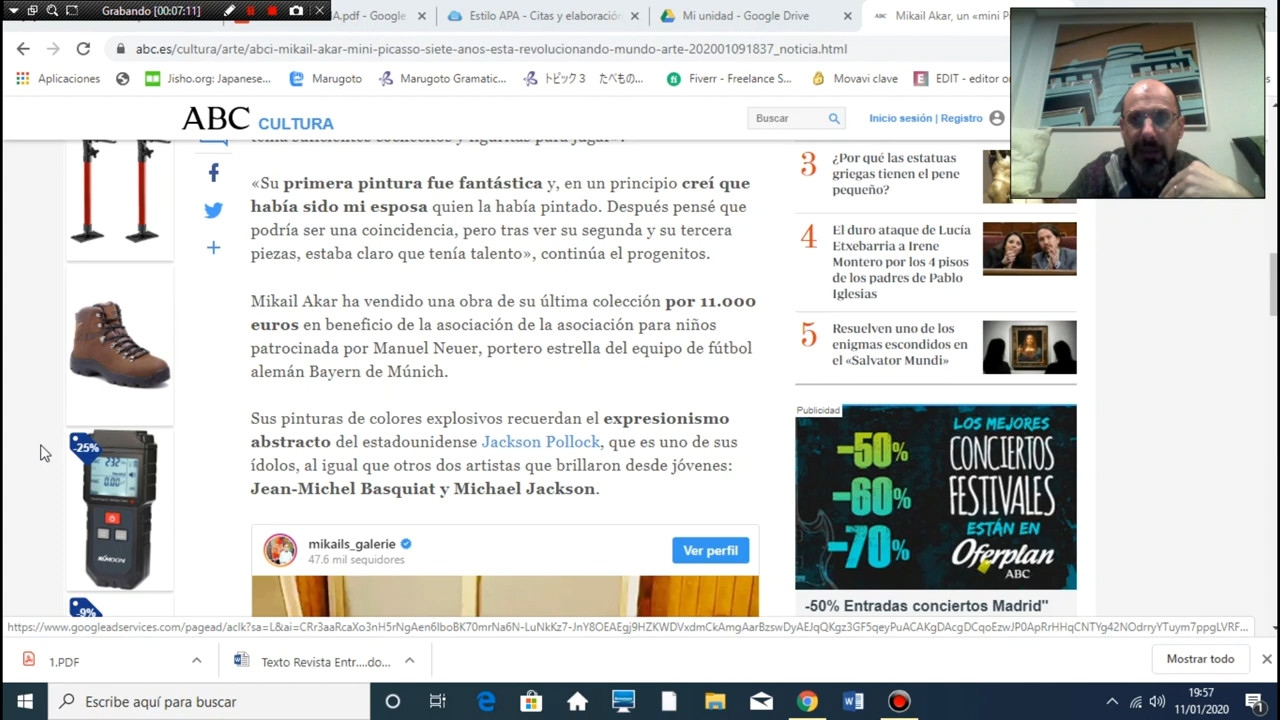 Grabando [00:07:11]
A.pdf - Google
Estilo APA - Citas y elaboración
Mi unidad - Google Drive
ABC Mikail Akar, un «mini Pi
abc.es/cultura/arte/abci-mikail-akar-mini-picasso-siete-anos-esta-revolucionando-mundo-arte-202001091837_noticia.html
Aplicaciones
Jisho.org: Japanese...
Marugoto
Marugoto Gramatic...
トピック 3 たべもの...
Fiverr - Freelance S...
Movavi clave
EDIT - editor o
ABC CULTURA
Buscar
Inicio sesión | Registro
tenía suficientes cochecitos y figuritas para jugar».
«Su primera pintura fue fantástica y, en un principio creí que
había sido mi esposa quien la había pintado. Después pensé que
podría ser una coincidencia, pero tras ver su segunda y su tercera
piezas, estaba claro que tenía talento», continúa el progenitos.
Mikail Akar ha vendido una obra de su última colección por 11.000
euros en beneficio de la asociación de la asociación para niños
patrocinada por Manuel Neuer, portero estrella del equipo de fútbol
alemán Bayern de Múnich.
Sus pinturas de colores explosivos recuerdan el expresionismo
abstracto del estadounidense Jackson Pollock, que es uno de sus
ídolos, al igual que otros dos artistas que brillaron desde jóvenes:
Jean-Michel Basquiat y Michael Jackson.
mikails_galerie
47.6 mil seguidores
Ver perfil
-25%
-9%
3
¿Por qué las estatuas
griegas tienen el pene
pequeño?
4
El duro ataque de Lucía
Etxebarria a Irene
Montero por los 4 pisos
de los padres de Pablo
Iglesias
5
Resuelven uno de los
enigmas escondidos en
el «Salvator Mundi»
Publicidad
-50%
-60%
-70%
LOS MEJORES
CONCIERTOS
FESTIVALES
ESTÁN EN
Oferplan
ABC
-50% Entradas conciertos Madrid"
1.PDF
Texto Revista Entr....do...
Mostrar todo
Escribe aquí para buscar
19:57
11/01/2020
1